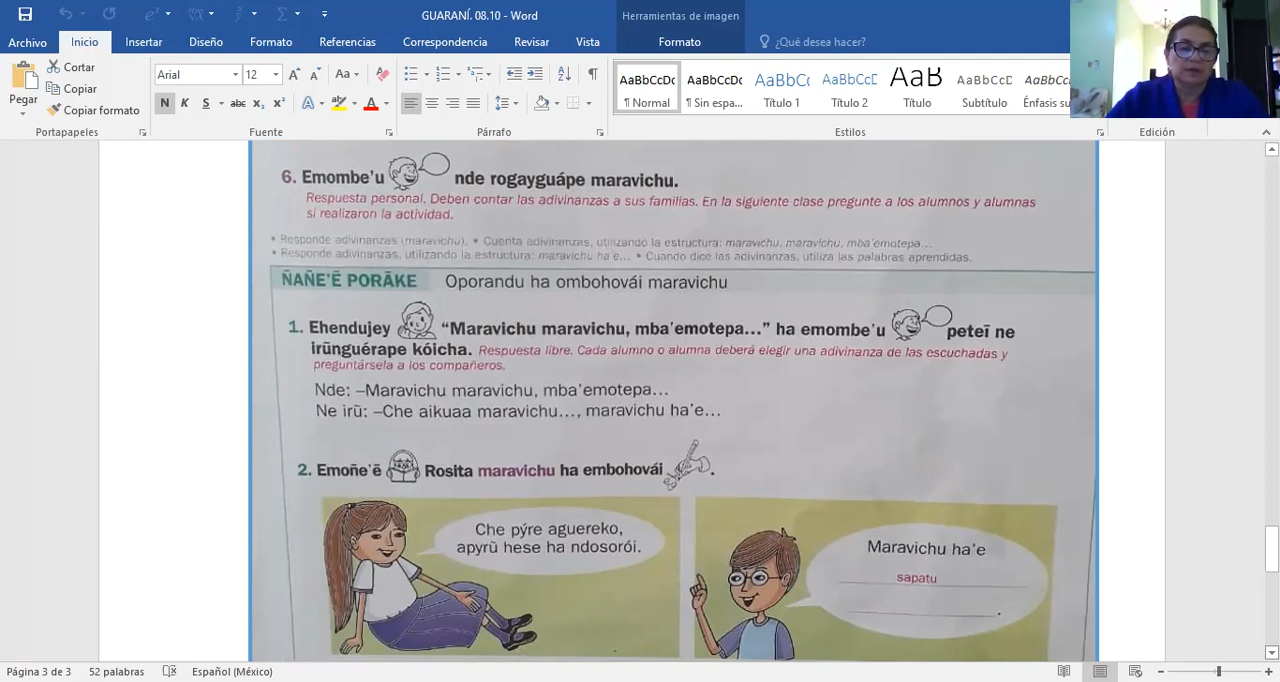 GUARANÍ. 08.10 - Word
Herramientas de imagen
Archivo Inicio Insertar Diseño Formato Referencias Correspondencia Revisar Vista Formato ¿Qué desea hacer?
Pegar
Cortar
Copiar
Copiar formato
Arial 12
N K S abc x₂ x²
AaBbCcDc AaBbCcDc AaBbCc AaBbCcD AaB AaBbCcD AaBbCcDc
¶ Normal ¶ Sin espa... Título 1 Título 2 Título Subtítulo Énfasis su
Portapapeles Fuente Párrafo Estilos Edición
6. Emombe'u nde rogayguápe maravichu.
Respuesta personal. Deben contar las adivinanzas a sus familias. En la siguiente clase pregunte a los alumnos y alumnas
si realizaron la actividad.
• Responde adivinanzas (maravichu). • Cuenta adivinanzas, utilizando la estructura: maravichu, maravichu, mba'emotepa...
• Responde adivinanzas, utilizando la estructura: maravichu ha'e... • Cuando dice las adivinanzas, utiliza las palabras aprendidas.
ÑAÑE'Ẽ PORÃKE Oporandu ha ombohovái maravichu
1. Ehendujey "Maravichu maravichu, mba'emotepa..." ha emombe'u peteĩ ne
irũnguérape kóicha. Respuesta libre. Cada alumno o alumna deberá elegir una adivinanza de las escuchadas y
preguntársela a los compañeros.
Nde: –Maravichu maravichu, mba'emotepa...
Ne irũ: –Che aikuaa maravichu..., maravichu ha'e...
2. Emoñe'ẽ Rosita maravichu ha embohovái .
Che pýre aguereko,
apyrũ hese ha ndosorói.
Maravichu ha'e
sapatu
Página 3 de 3 52 palabras Español (México)